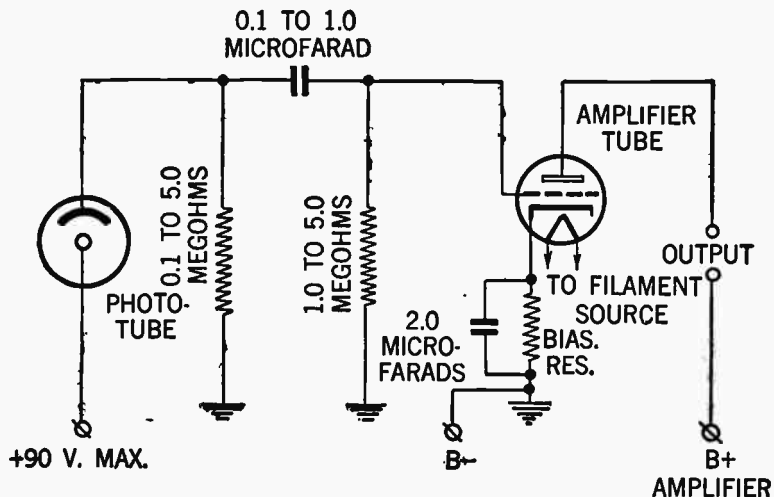 0.1 TO 1.0
MICROFARAD
AMPLIFIER
TUBE
0.1 TO 5.0
MEGOHMS
1.0 TO 5.0
MEGOHMS
PHOTO-
TUBE
OUTPUT
TO FILAMENT
SOURCE
2.0
MICRO-
FARADS
BIAS.
RES.
+90 V. MAX.
B-
B+
AMPLIFIER